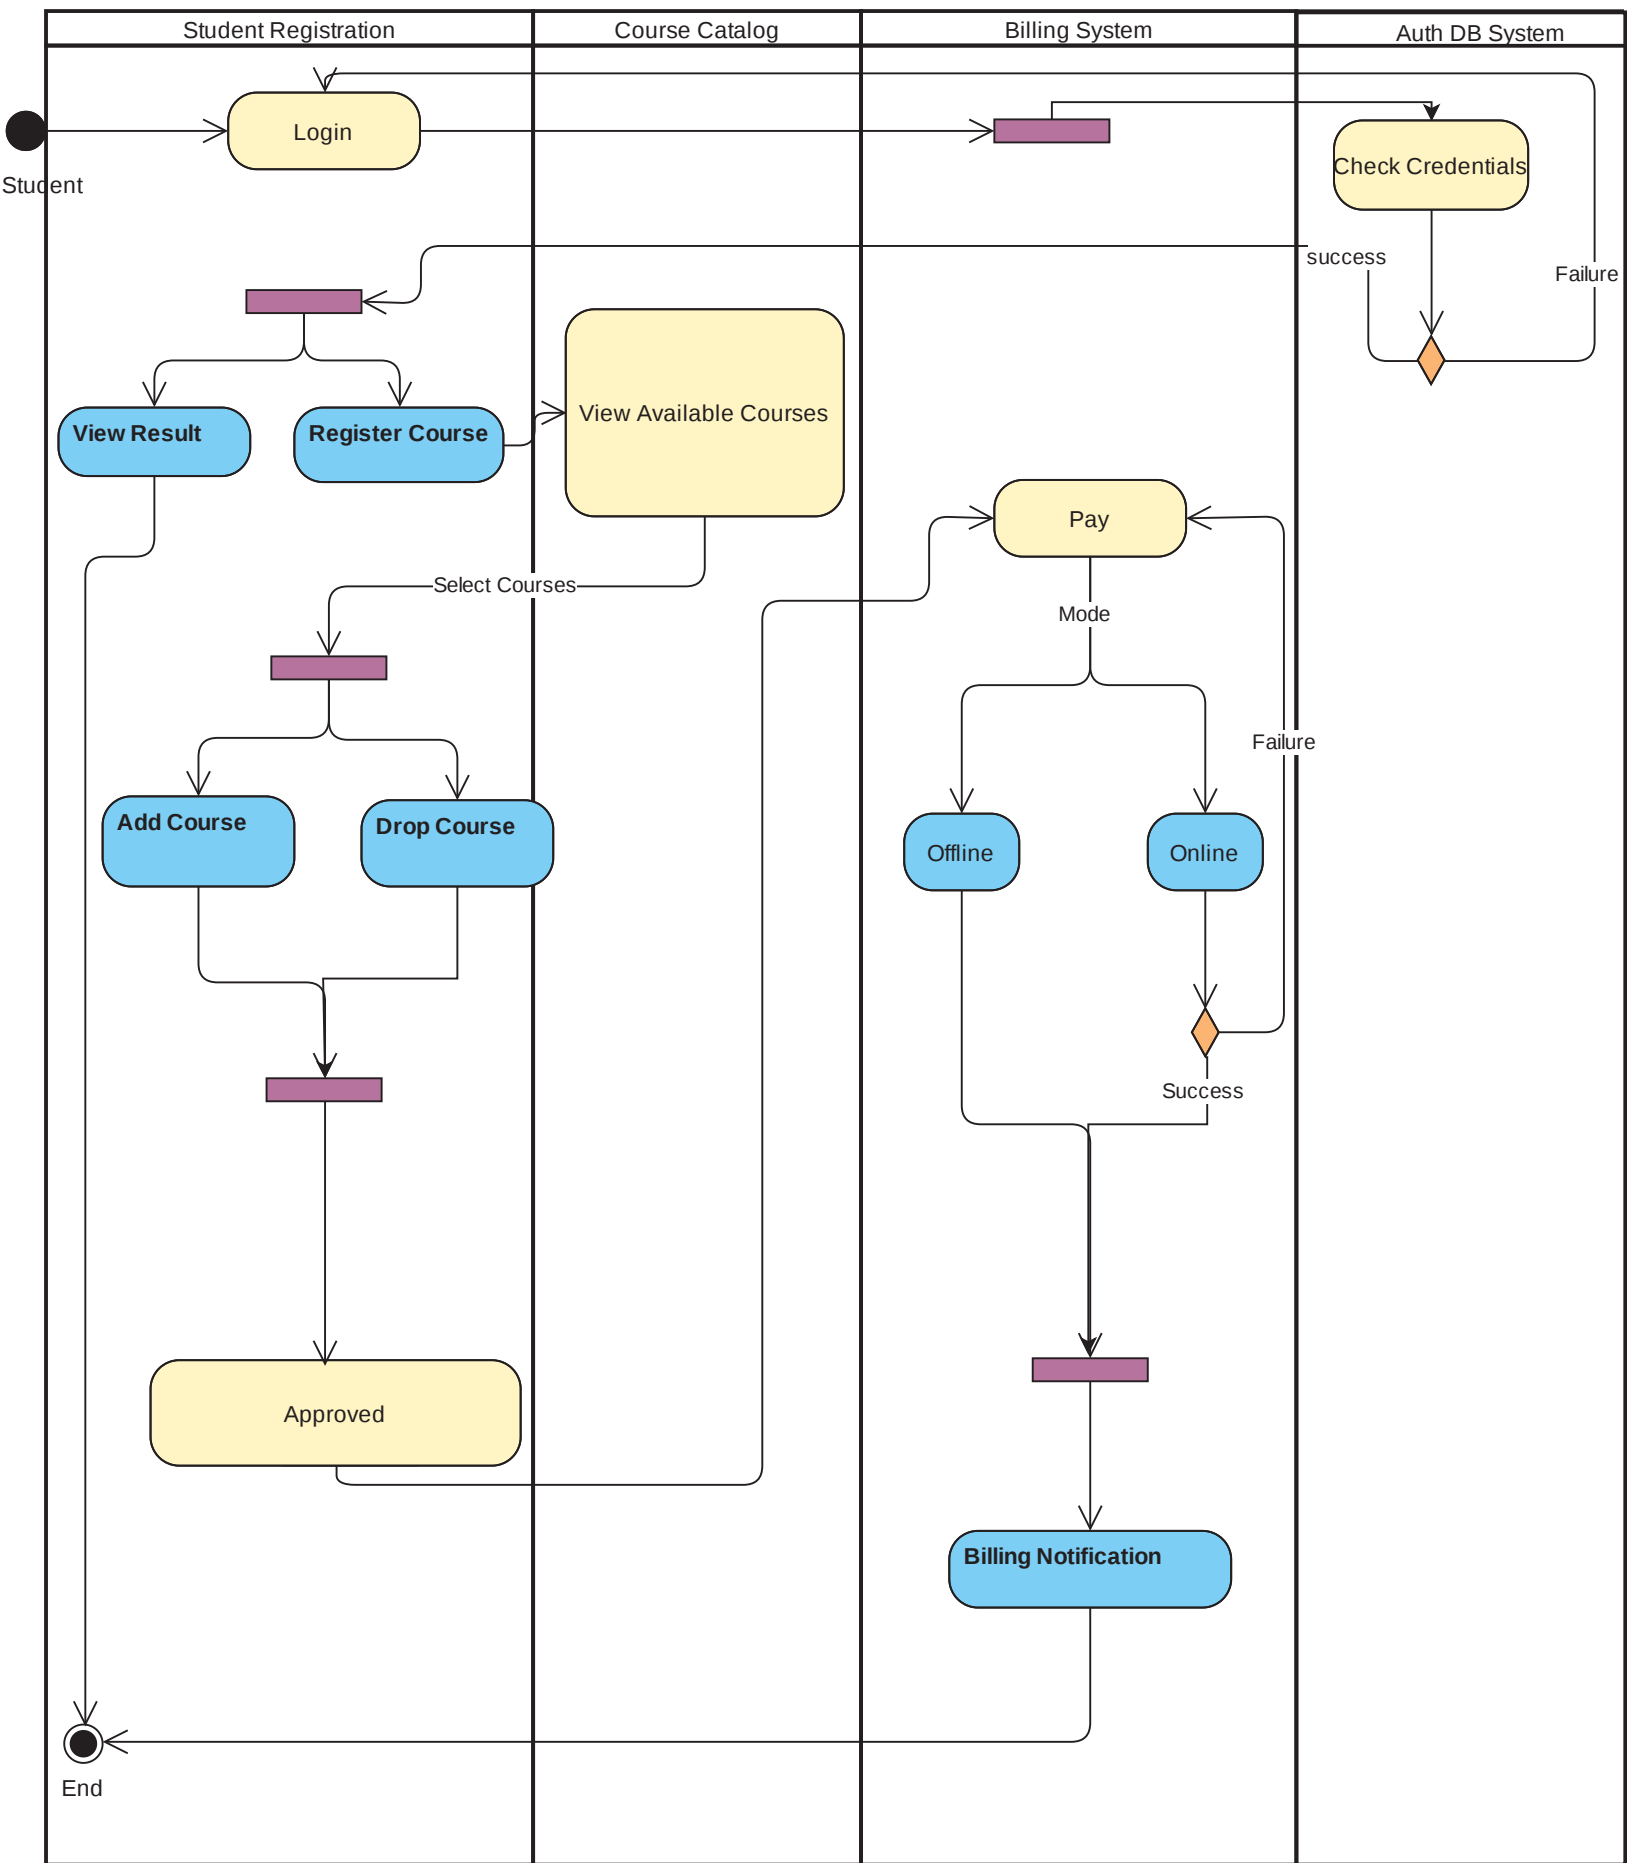 Student Registration
Course Catalog
Billing System
Auth DB System
Login
Check Credentials
Student
success
Failure
View Result
Register Course
View Available Courses
Pay
Select Courses
Mode
Failure
Add Course
Drop Course
Offline
Online
Success
Approved
Billing Notification
End